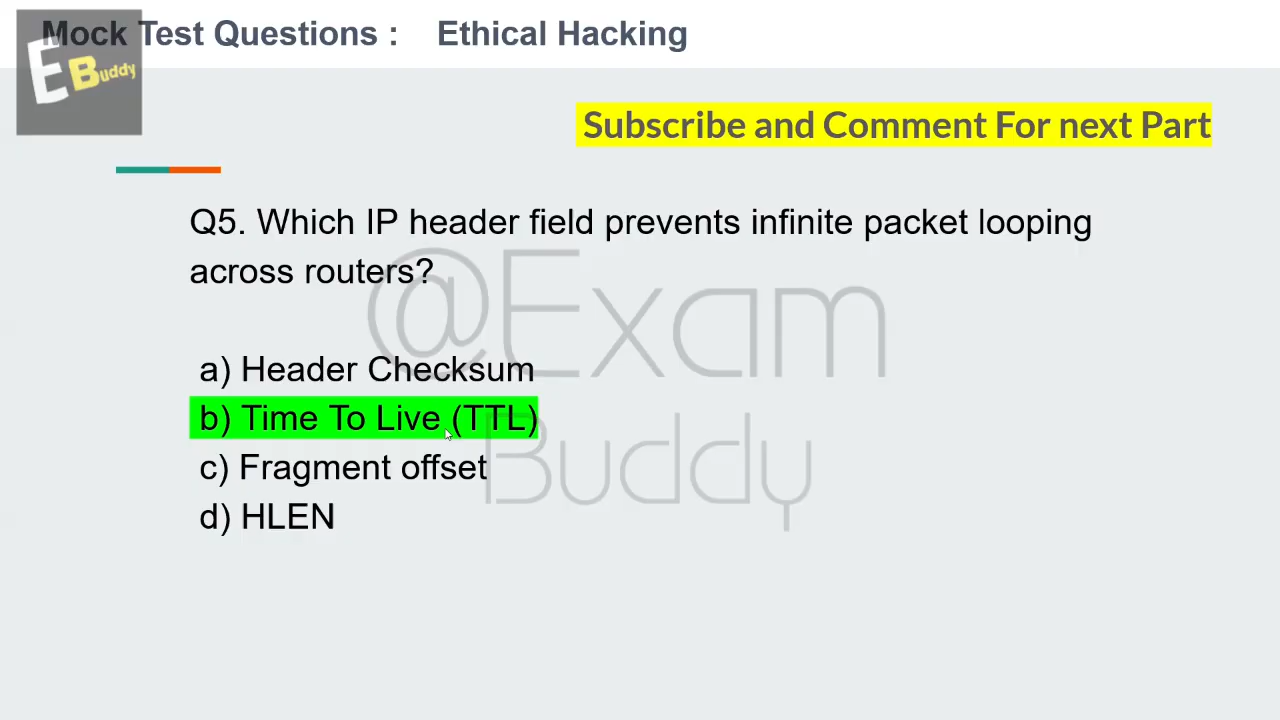 Mock Test Questions : Ethical Hacking
E Buddy
Subscribe and Comment For next Part
Q5. Which IP header field prevents infinite packet looping
across routers?
@Exam
a) Header Checksum
b) Time To Live (TTL)
Buddy
c) Fragment offset
d) HLEN